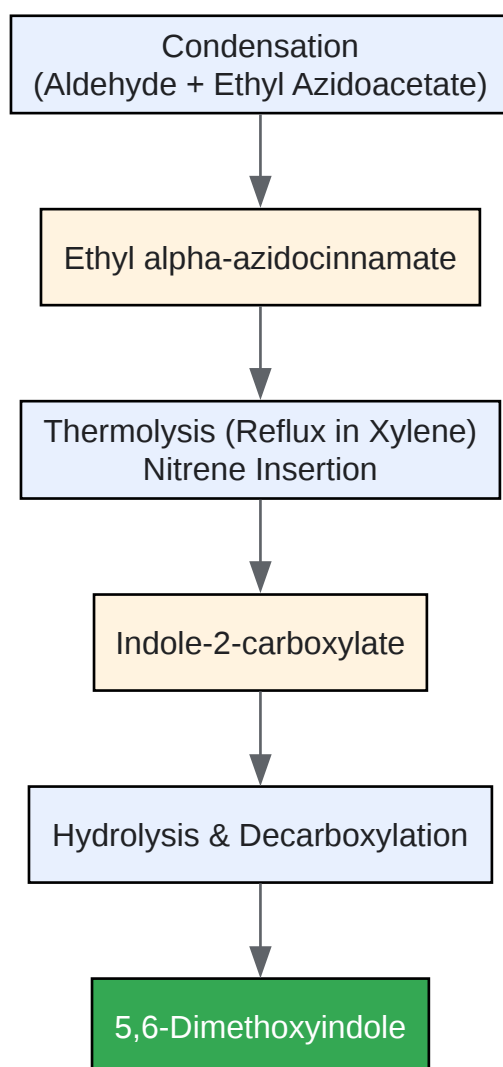 Condensation
(Aldehyde + Ethyl Azidoacetate)
Ethyl alpha-azidocinnamate
Thermolysis (Reflux in Xylene)
Nitrene Insertion
Indole-2-carboxylate
Hydrolysis & Decarboxylation
5,6-Dimethoxyindole